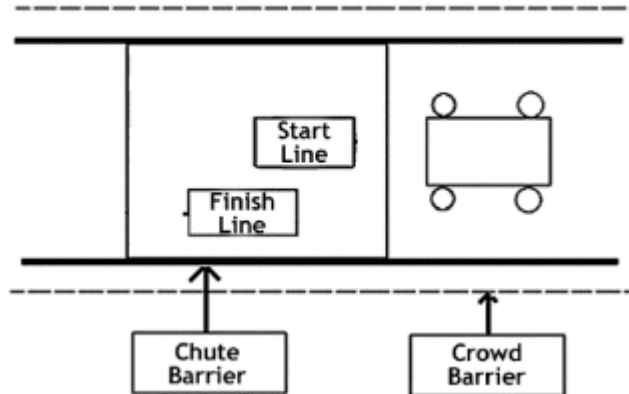 Start
Line
Finish
Line
Chute
Barrier
Crowd
Barrier